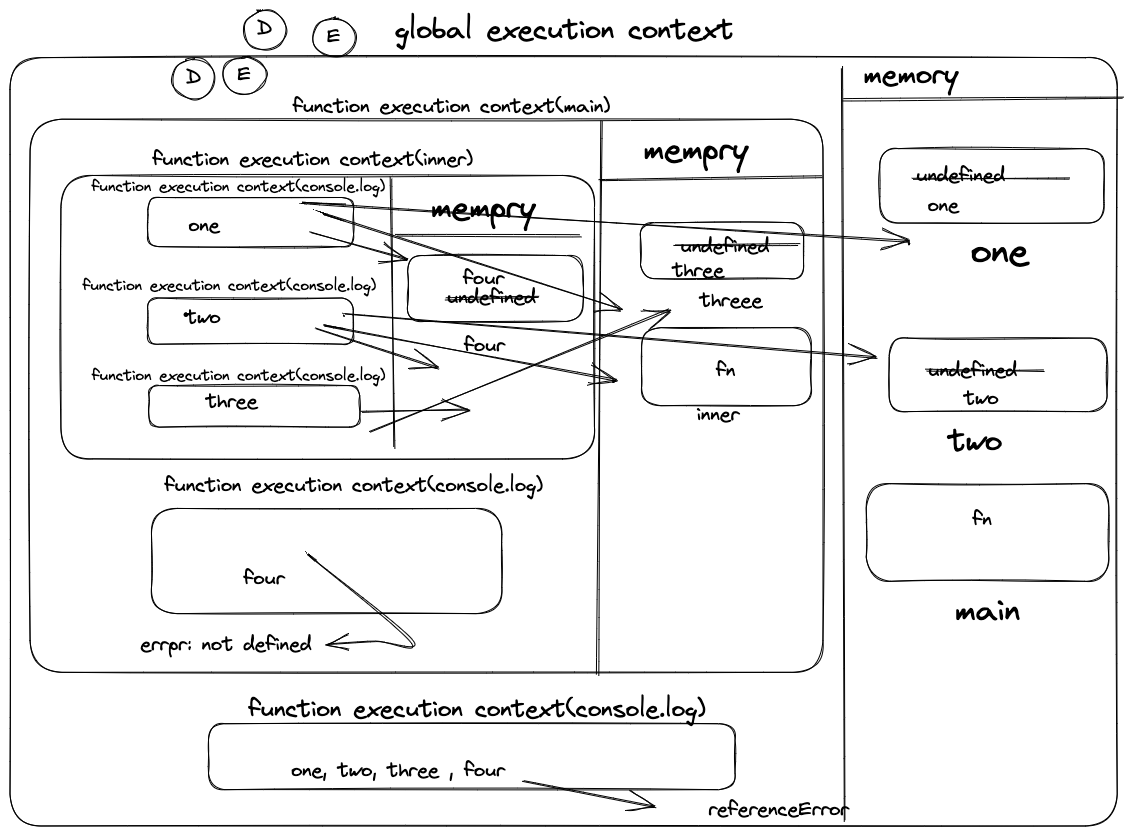 D
E
global execution context
D
E
memory
function execution context(main)
mempry
function execution context(inner)
function execution context(console.log)
one
mempry
four
undefined
four
function execution context(console.log)
two
function execution context(console.log)
three
undefined
three
threee
fn
inner
undefined
one
one
undefined
two
two
fn
main
function execution context(console.log)
four
errpr: not defined
function execution context(console.log)
one, two, three , four
referenceError